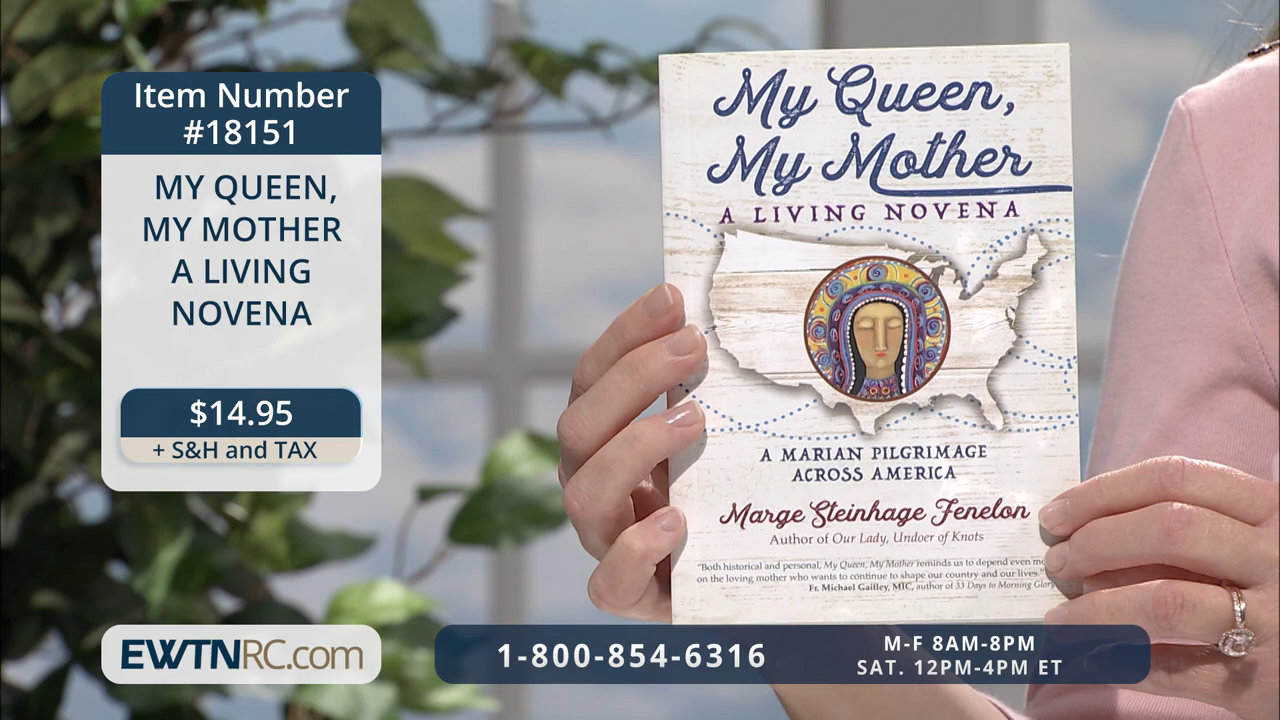 Item Number
#18151
MY QUEEN,
MY MOTHER
A LIVING
NOVENA
$14.95
+ S&H and TAX
My Queen,
My Mother
A LIVING NOVENA
A MARIAN PILGRIMAGE
ACROSS AMERICA
Marge Steinhage Fenelon
Author of Our Lady, Undoer of Knots
"Both historical and personal, My Queen, My Mother reminds us to depend even
on the loving mother who wants to continue to shape our country and our lives."
Fr. Michael Gaitley, MIC, author of 33 Days to Morning Glory
EWTNRC.com
1-800-854-6316
M-F 8AM-8PM
SAT. 12PM-4PM ET